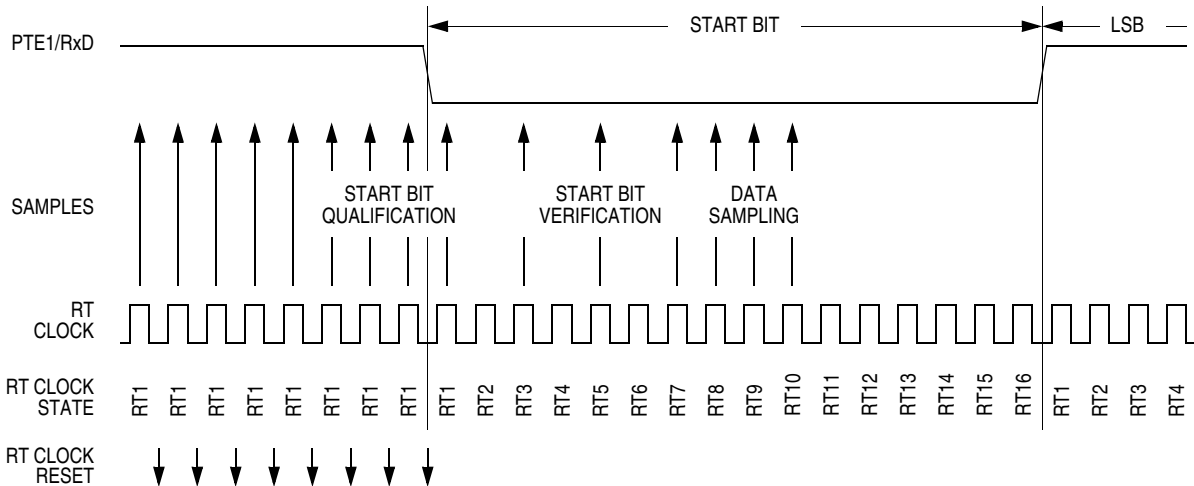 START BIT
LSB
PTE1/RxD
SAMPLES
START BIT
QUALIFICATION
START BIT
VERIFICATION
DATA
SAMPLING
RT
CLOCK
RT CLOCK
STATE
RT1 RT1 RT1 RT1 RT1 RT1 RT1 RT1 RT1 RT2 RT3 RT4 RT5 RT6 RT7 RT8 RT9 RT10 RT11 RT12 RT13 RT14 RT15 RT16 RT1 RT2 RT3 RT4
RT CLOCK
RESET